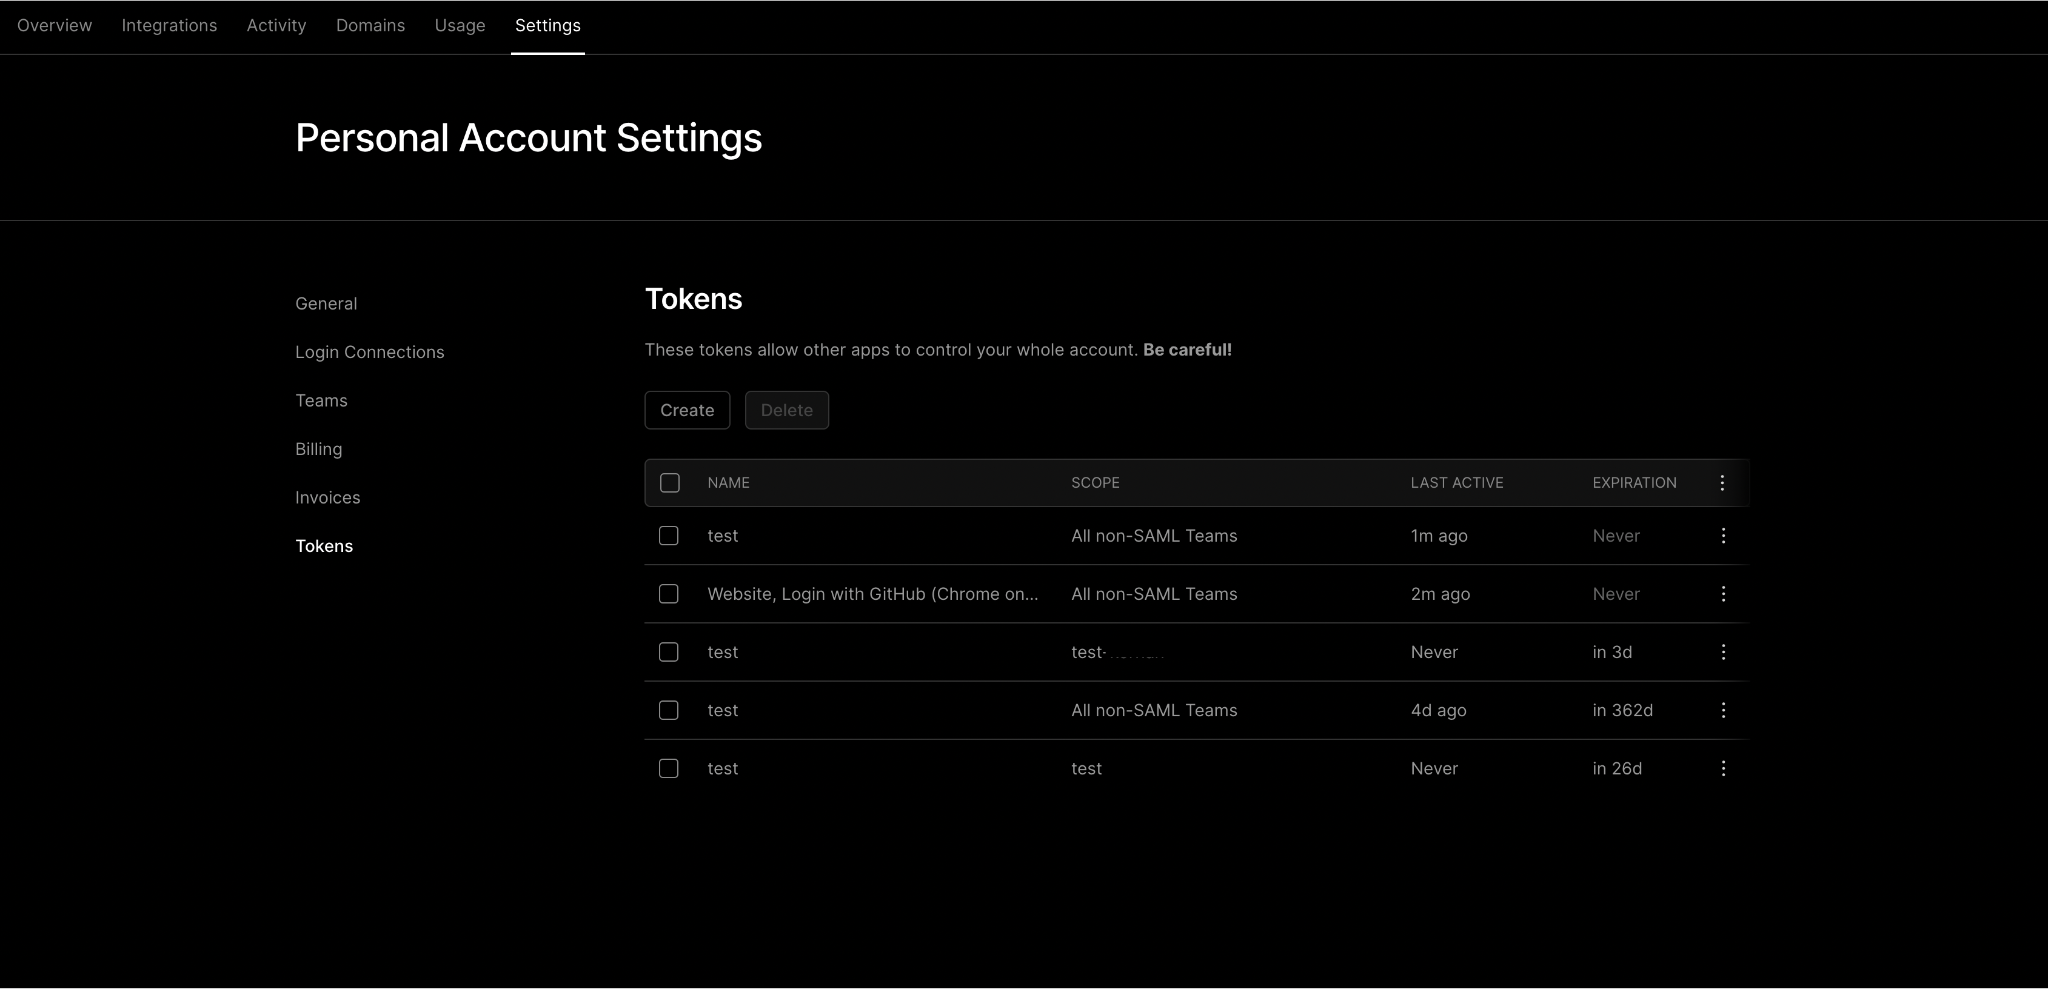 Overview Integrations Activity Domains Usage Settings
Personal Account Settings
General
Login Connections
Teams
Billing
Invoices
Tokens
Tokens
These tokens allow other apps to control your whole account. Be careful!
Create Delete
NAME SCOPE LAST ACTIVE EXPIRATION
test All non-SAML Teams 1m ago Never
Website, Login with GitHub (Chrome on... All non-SAML Teams 2m ago Never
test test- Never in 3d
test All non-SAML Teams 4d ago in 362d
test test Never in 26d